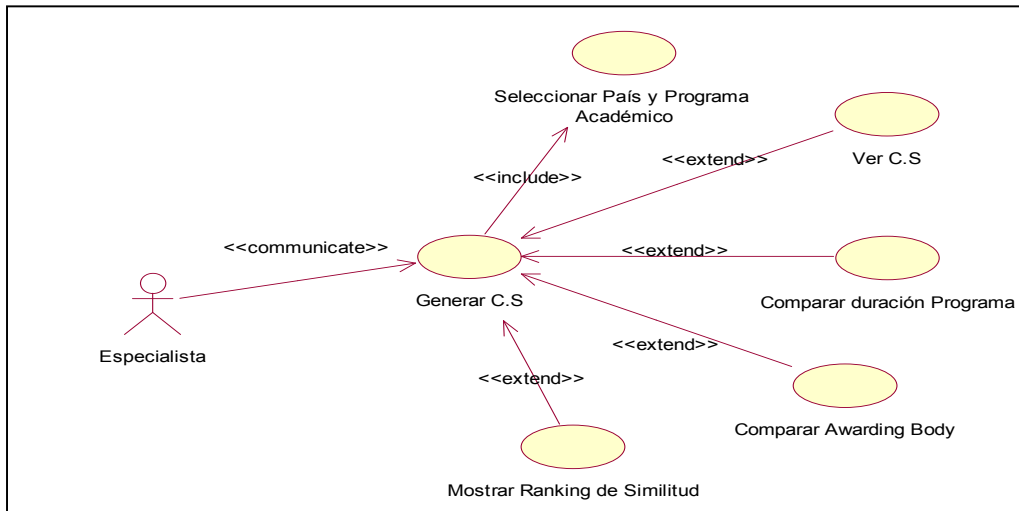 Seleccionar País y Programa
Académico
Ver C.S
<<extend>>
<<include>>
<<communicate>>
<<extend>>
Generar C.S
Comparar duración Programa
Especialista
<<extend>>
<<extend>>
Comparar Awarding Body
Mostrar Ranking de Similitud